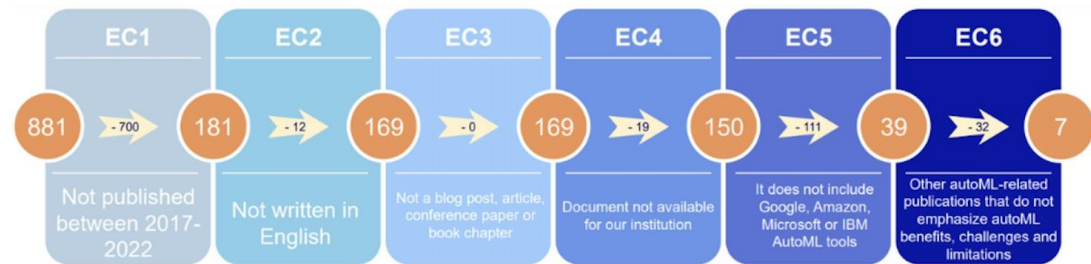 EC1
EC2
EC3
EC4
EC5
EC6
881
- 700
181
- 12
169
- 0
169
- 19
150
- 111
39
- 32
7
Not published
between 2017-
2022
Not written in
English
Not a blog post, article,
conference paper or
book chapter
Document not available
for our institution
It does not include
Google, Amazon,
Microsoft or IBM
AutoML tools
Other autoML-related
publications that do not
emphasize autoML
benefits, challenges and
limitations